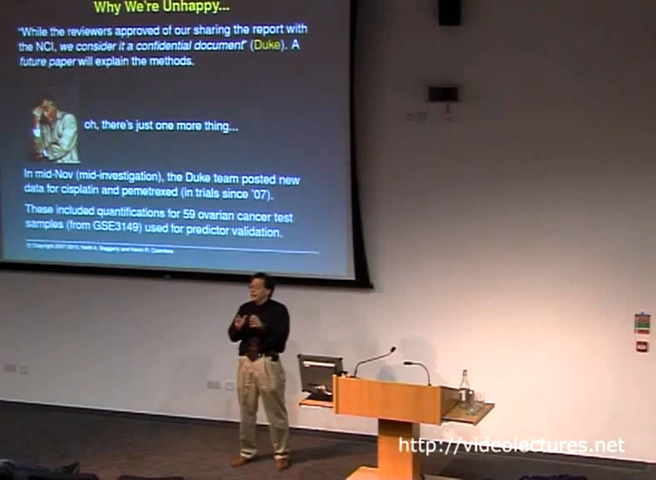 Why We're Unhappy...
"While the reviewers approved of our sharing the report with
the NCI, we consider it a confidential document" (Duke). A
future paper will explain the methods.
oh, there's just one more thing...
In mid-Nov (mid-investigation), the Duke team posted new
data for cisplatin and pemetrexed (in trials since '07).
These included quantifications for 59 ovarian cancer test
samples (from GSE3149) used for predictor validation.
© Copyright 2007-2010, Keith A. Baggerly and Kevin R. Coombes
http://videolectures.net